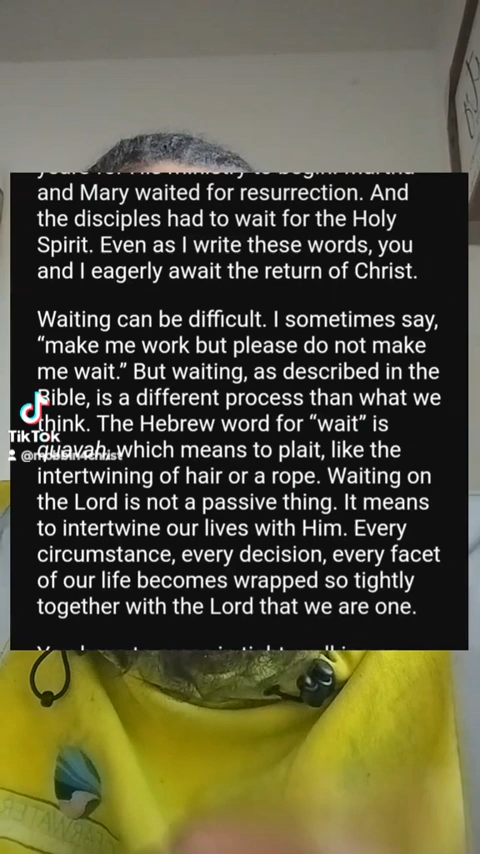 and Mary waited for resurrection. And
the disciples had to wait for the Holy
Spirit. Even as I write these words, you
and I eagerly await the return of Christ.
Waiting can be difficult. I sometimes say,
“make me work but please do not make
me wait.” But waiting, as described in the
Bible, is a different process than what we
think. The Hebrew word for “wait” is
quavah, which means to plait, like the
intertwining of hair or a rope. Waiting on
the Lord is not a passive thing. It means
to intertwine our lives with Him. Every
circumstance, every decision, every facet
of our life becomes wrapped so tightly
together with the Lord that we are one.
TikTok